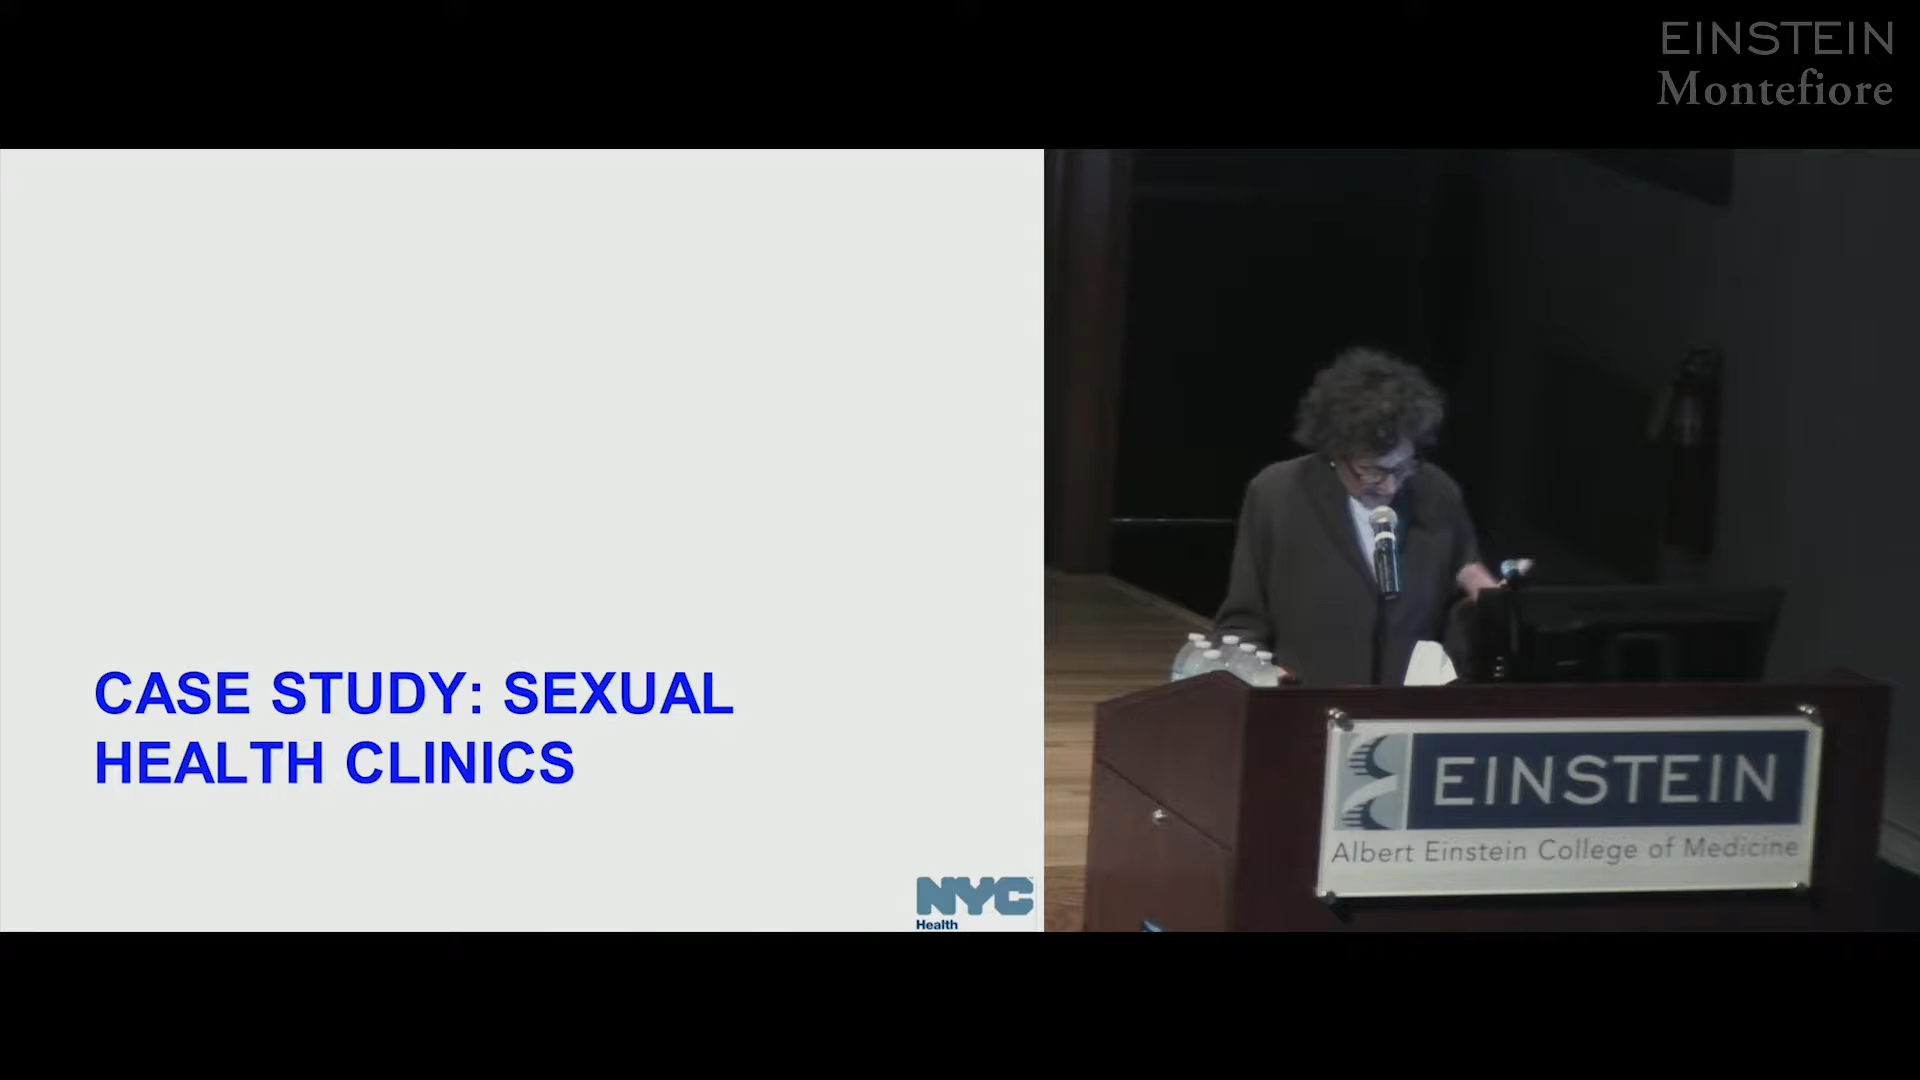 EINSTEIN
Montefiore
CASE STUDY: SEXUAL
HEALTH CLINICS
NYC
Health
EINSTEIN
Albert Einstein College of Medicine